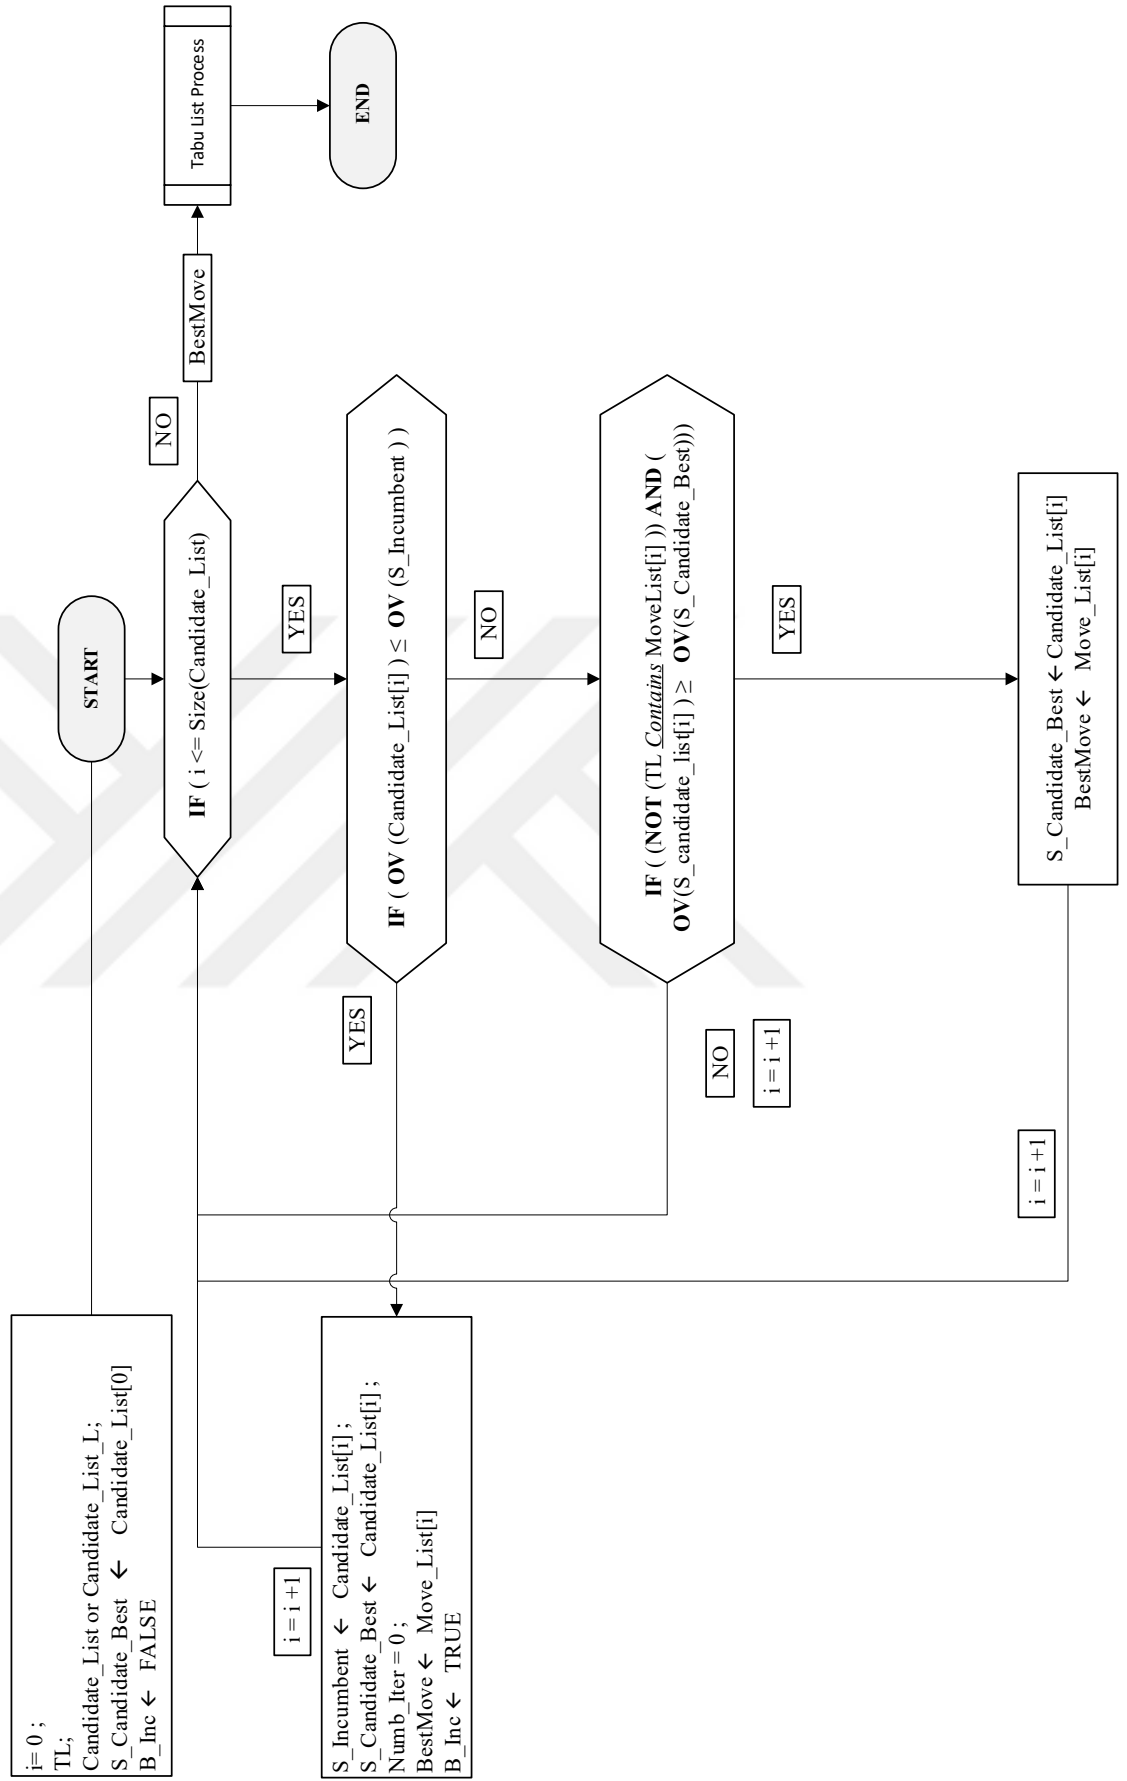 i= 0 ;
TL;
Candidate_List or Candidate_List_L;
S_Candidate_Best ← Candidate_List[0]
B_Inc ← FALSE
START
IF ( i <= Size(Candidate_List)
NO
BestMove
Tabu List Process
END
YES
IF ( OV (Candidate_List[i] ) ≤ OV (S_Incumbent ) )
YES
i = i +1
S_Incumbent ← Candidate_List[i] ;
S_Candidate_Best ← Candidate_List[i] ;
Numb_Iter = 0 ;
BestMove ← Move_List[i]
B_Inc ← TRUE
NO
IF ( (NOT (TL Contains MoveList[i] )) AND (
OV(S_candidate_list[i] ) ≥ OV(S_Candidate_Best)))
NO
i = i +1
YES
S_Candidate_Best ← Candidate_List[i]
BestMove ← Move_List[i]
i = i +1